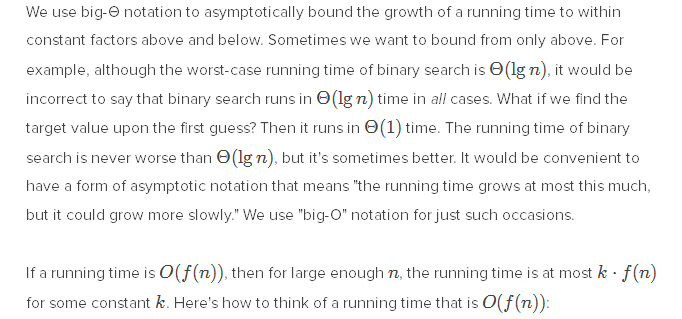 We use big-Θ notation to asymptotically bound the growth of a running time to within
constant factors above and below. Sometimes we want to bound from only above. For
example, although the worst-case running time of binary search is Θ(lg n), it would be
incorrect to say that binary search runs in Θ(lg n) time in all cases. What if we find the
target value upon the first guess? Then it runs in Θ(1) time. The running time of binary
search is never worse than Θ(lg n), but it's sometimes better. It would be convenient to
have a form of asymptotic notation that means "the running time grows at most this much,
but it could grow more slowly." We use "big-O" notation for just such occasions.
If a running time is O(f(n)), then for large enough n, the running time is at most k · f(n)
for some constant k. Here's how to think of a running time that is O(f(n)):